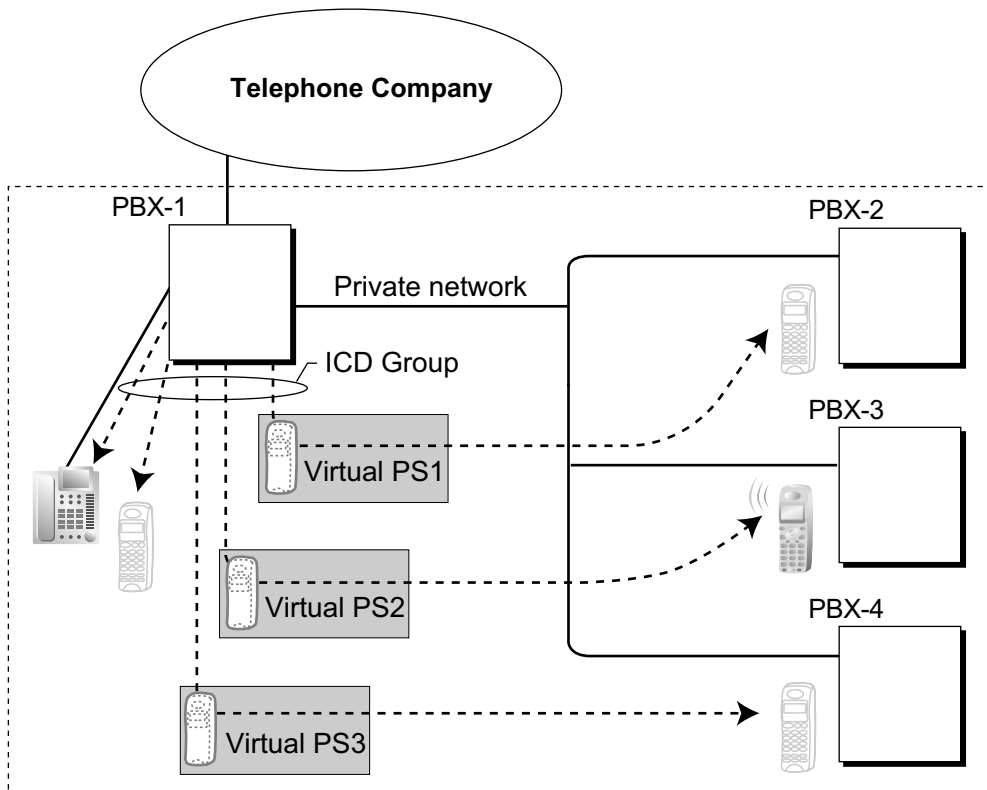 Telephone Company
PBX-1
PBX-2
Private network
ICD Group
PBX-3
Virtual PS1
Virtual PS2
PBX-4
Virtual PS3